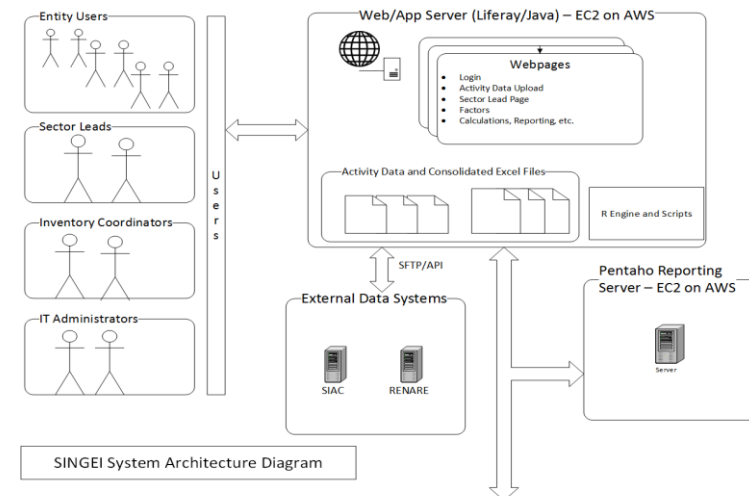 Entity Users
Sector Leads
Inventory Coordinators
IT Administrators
Users
Web/App Server (Liferay/Java) – EC2 on AWS
Webpages
• Login
• Activity Data Upload
• Sector Lead Page
• Factors
• Calculations, Reporting, etc.
Activity Data and Consolidated Excel Files
R Engine and Scripts
SFTP/API
External Data Systems
SIAC
RENARE
Pentaho Reporting
Server – EC2 on AWS
Server
SINGEI System Architecture Diagram